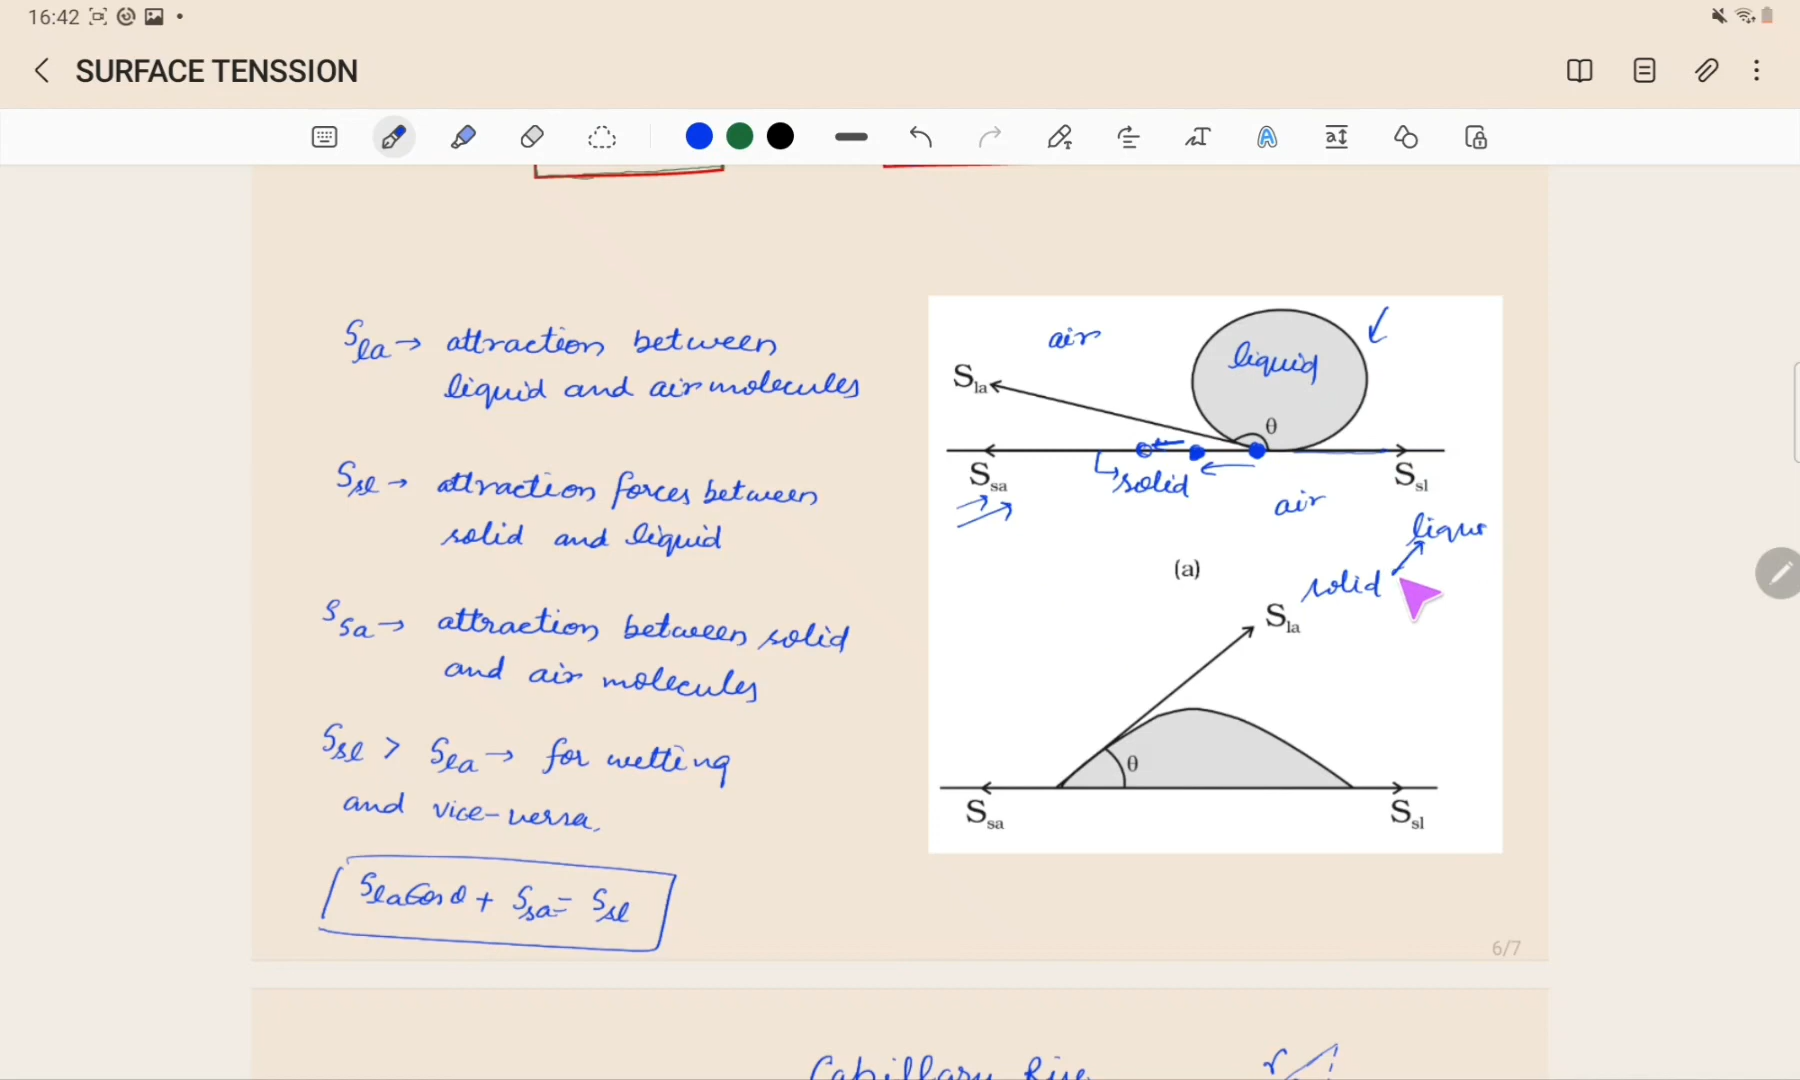 16:42
SURFACE TENSSION
Sla → attraction between
liquid and air molecules
Ssl → attraction forces between
solid and liquid
Ssa → attraction between solid
and air molecules
Ssl > Sla → for wetting
and vice-versa.
Sla Cos θ + Ssa = Ssl
air
liquid
Sla
θ
Ssa
solid
Ssl
air
liqu
(a)
solid
Sla
θ
Ssa
Ssl
6/7
Capillary Rise
r